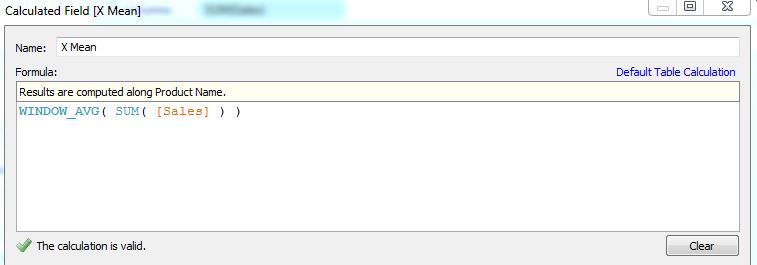 Calculated Field [X Mean]
Name: X Mean
Formula: Default Table Calculation
Results are computed along Product Name.
WINDOW_AVG( SUM( [Sales] ) )
The calculation is valid. Clear